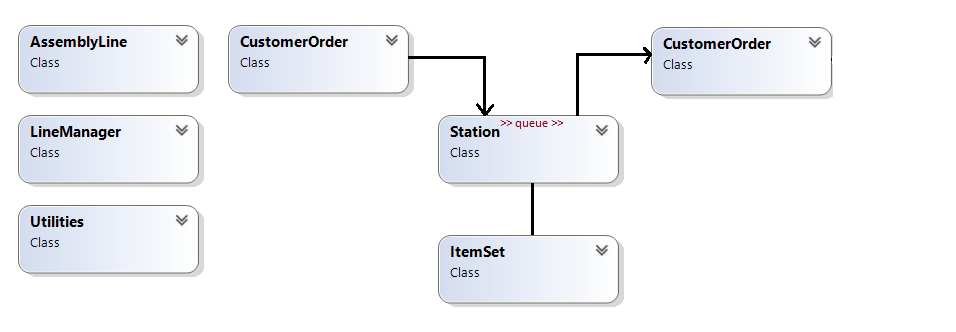 AssemblyLine
Class
CustomerOrder
Class
CustomerOrder
Class
LineManager
Class
>> queue >>
Station
Class
Utilities
Class
ItemSet
Class